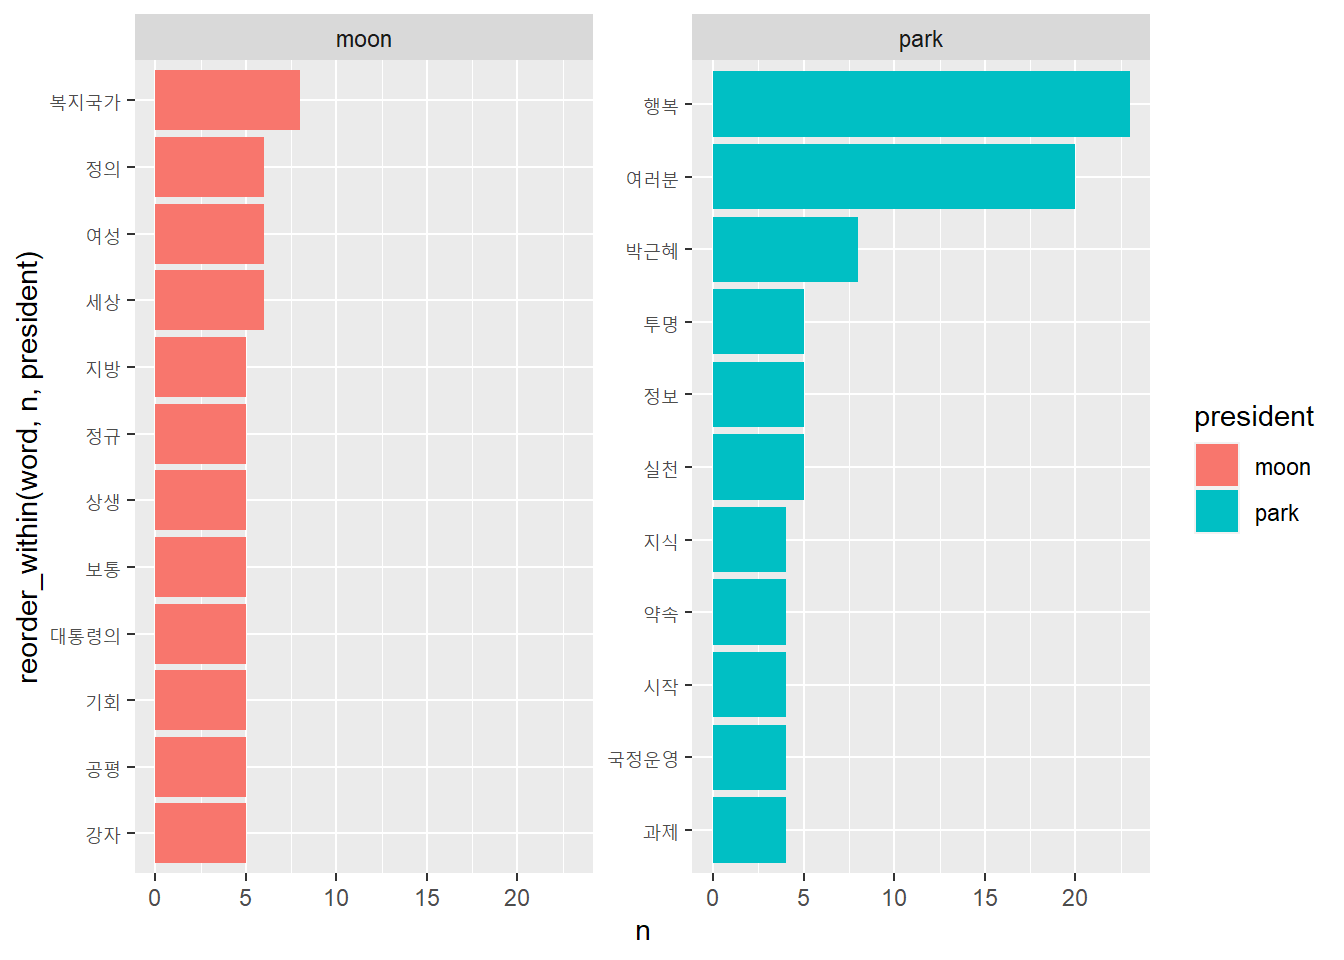 moon
park
복지국가
정의
여성
세상
지방
정규
상생
보통
대통령의
기회
공평
강자
행복
여러분
박근혜
투명
정보
실천
지식
약속
시작
국정운영
과제
0 5 10 15 20
0 5 10 15 20
n
reorder_within(word, n, president)
president
moon
park